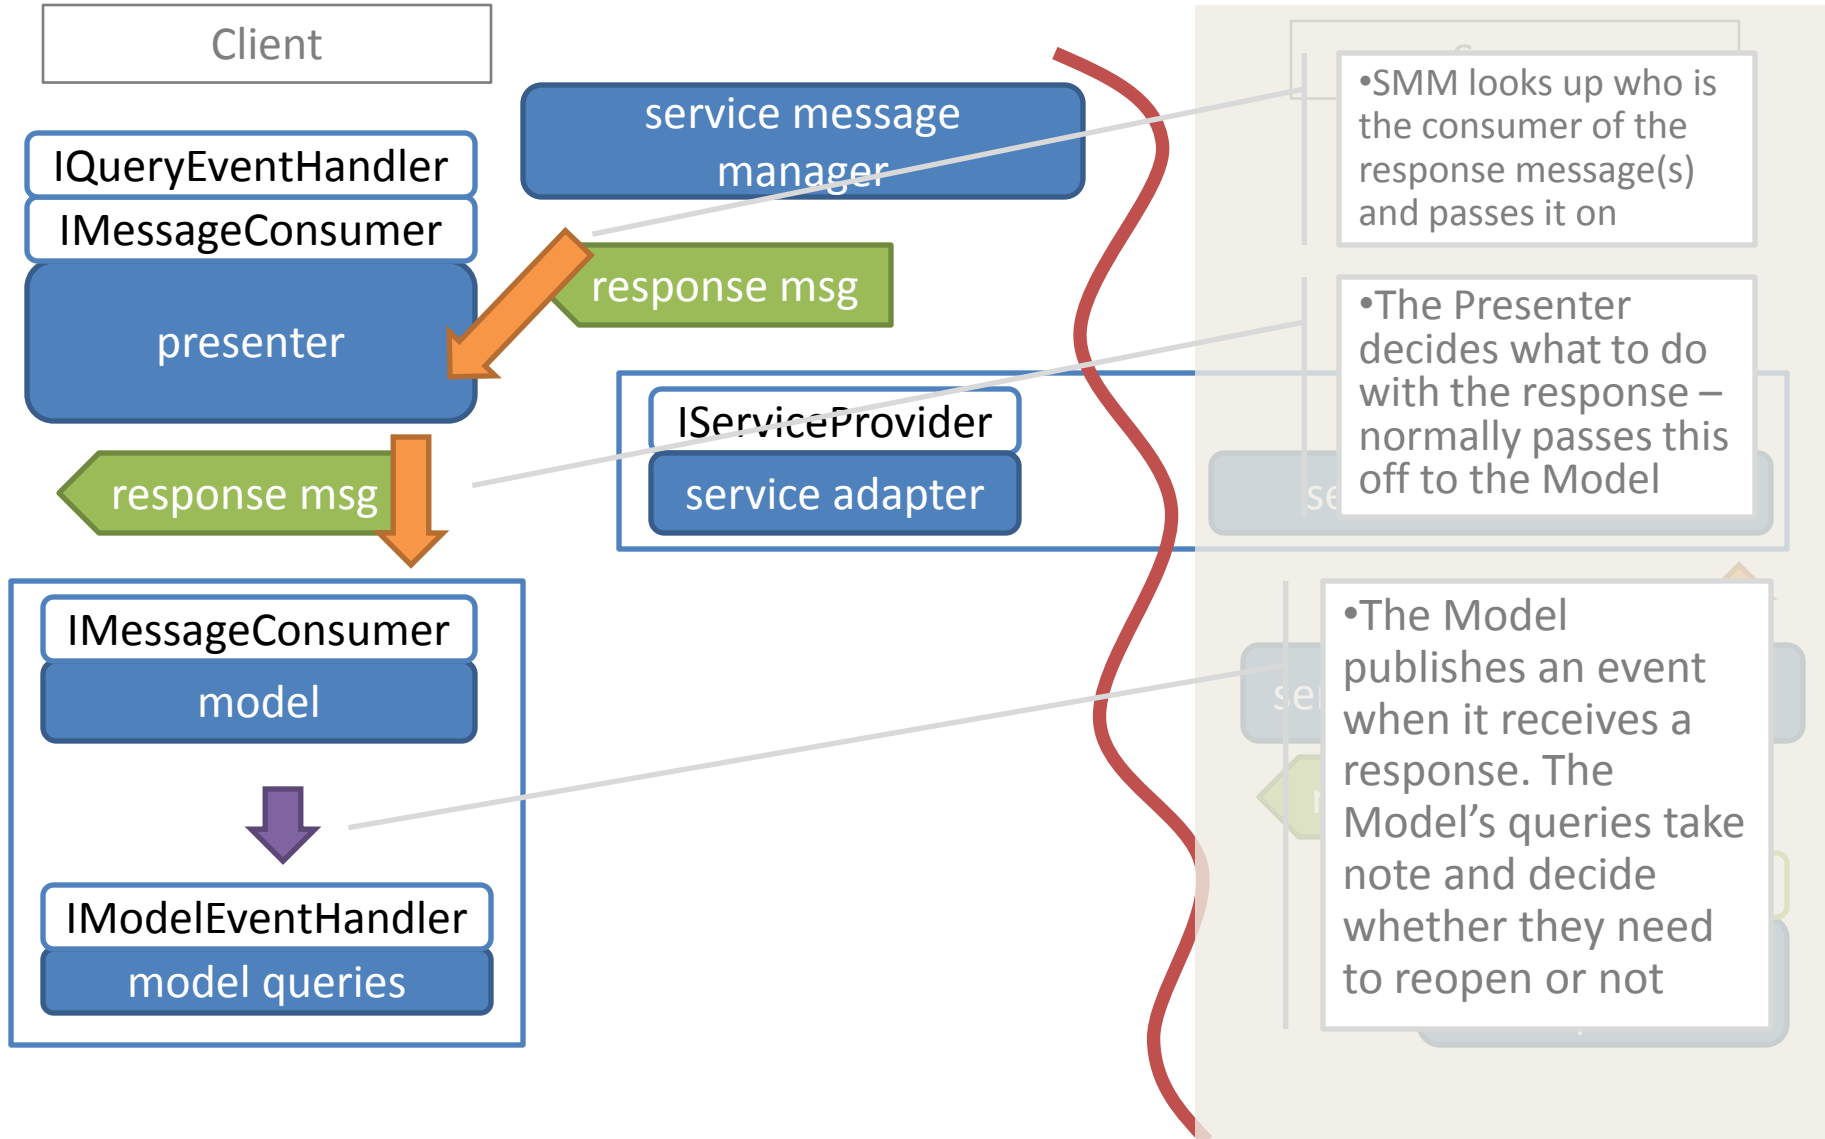 Client
service message
manager
IQueryEventHandler
IMessageConsumer
presenter
response msg
IServiceProvider
service adapter
response msg
IMessageConsumer
model
IModelEventHandler
model queries
•SMM looks up who is
the consumer of the
response message(s)
and passes it on
•The Presenter
decides what to do
with the response –
normally passes this
off to the Model
•The Model
publishes an event
when it receives a
response. The
Model’s queries take
note and decide
whether they need
to reopen or not